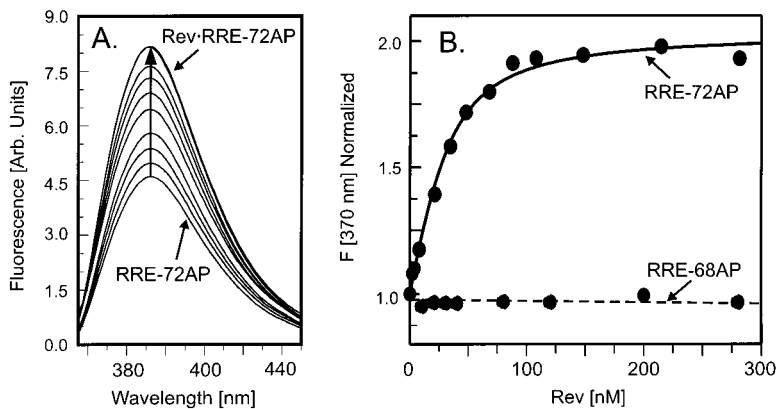 A.
Rev·RRE-72AP
RRE-72AP
Fluorescence [Arb. Units]
9.0
7.5
6.0
4.5
3.0
1.5
0.0
380
400
440
Wavelength [nm]
B.
RRE-72AP
RRE-68AP
F [370 nm] Normalized
2.0
1.5
1.0
0
100
200
300
Rev [nM]